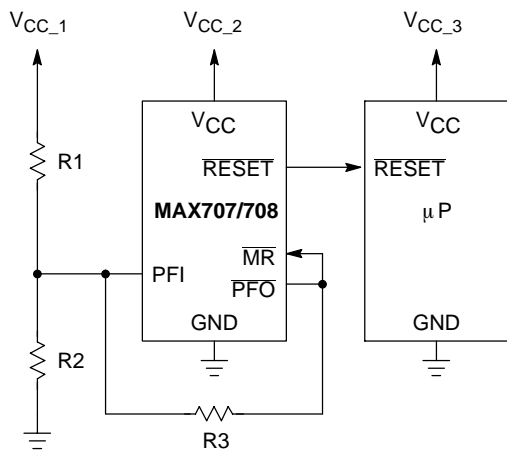 VCC_1 VCC_2 VCC_3
VCC VCC
R1 RESET RESET
MAX707/708 μP
MR
PFI PFO
GND GND
R2
R3